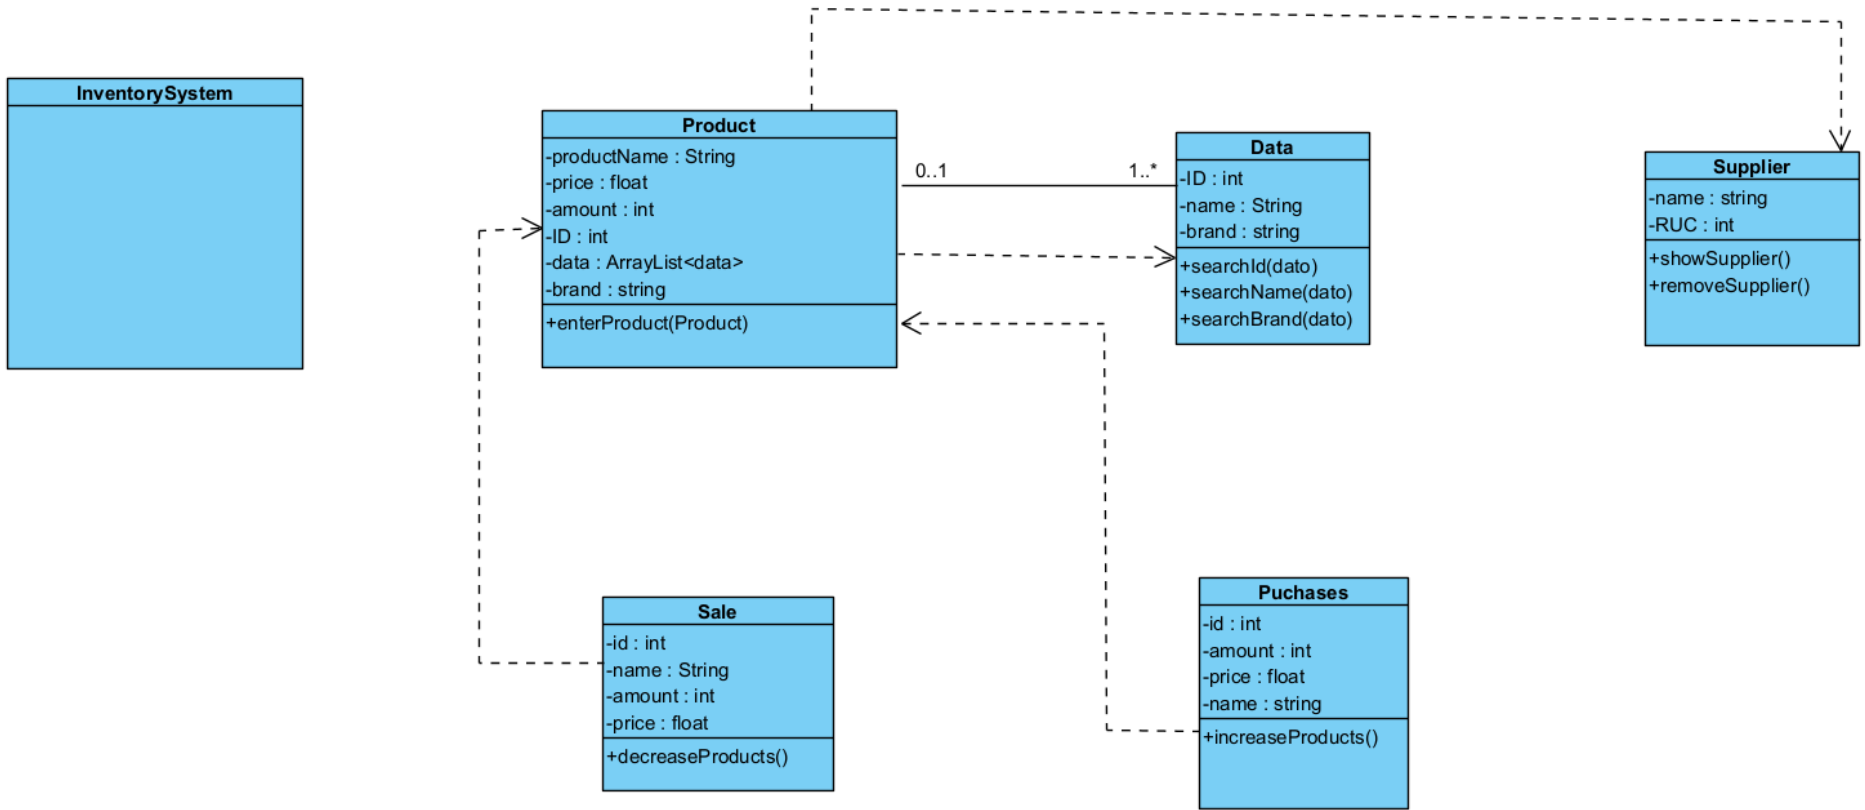 InventorySystem
Product
-productName : String
-price : float
-amount : int
-ID : int
-data : ArrayList<data>
-brand : string
+enterProduct(Product)
0..1
1..*
Data
-ID : int
-name : String
-brand : string
+searchId(dato)
+searchName(dato)
+searchBrand(dato)
Supplier
-name : string
-RUC : int
+showSupplier()
+removeSupplier()
Sale
-id : int
-name : String
-amount : int
-price : float
+decreaseProducts()
Puchases
-id : int
-amount : int
-price : float
-name : string
+increaseProducts()